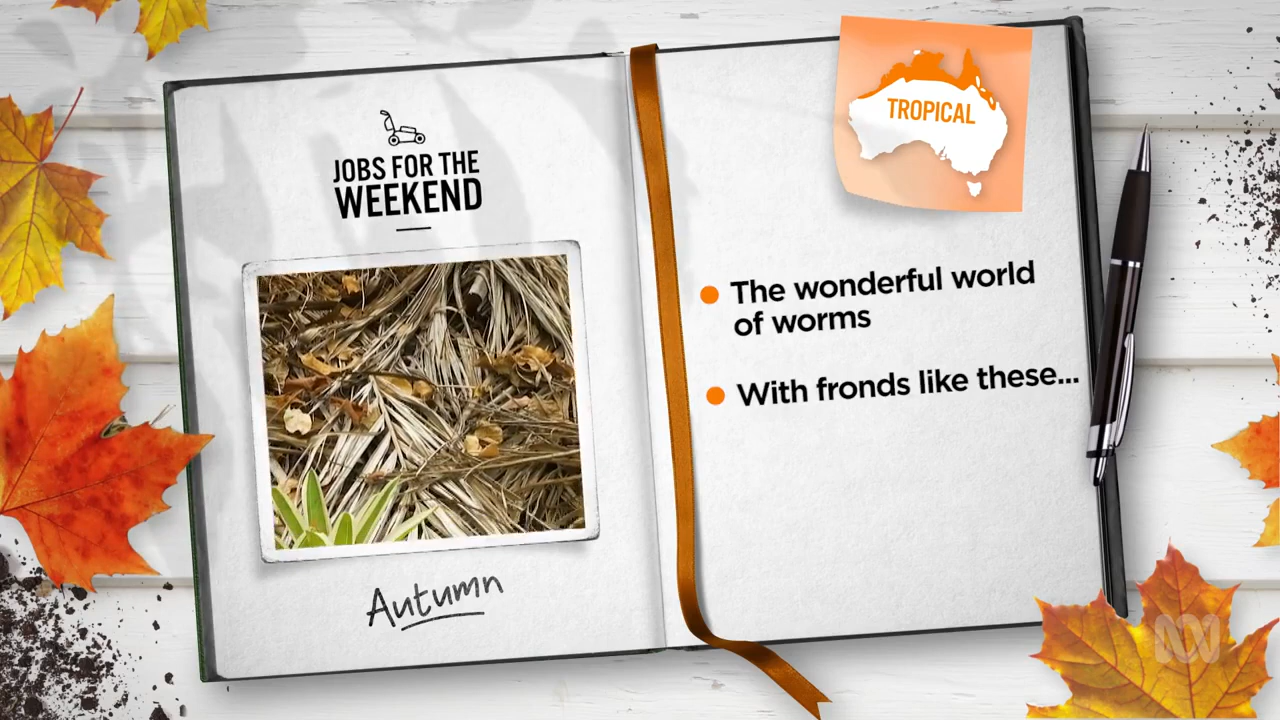 JOBS FOR THE
WEEKEND
Autumn
TROPICAL
The wonderful world
of worms
With fronds like these...